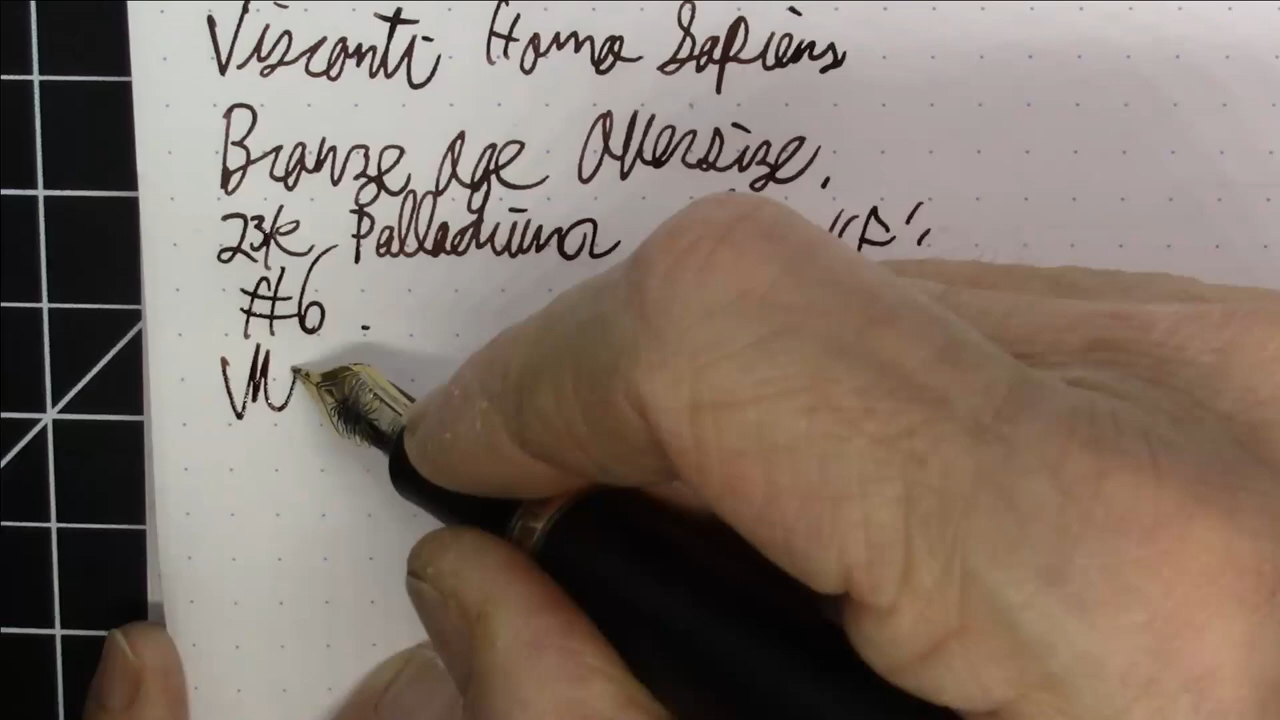 Visconti Homo Sapiens
Bronze Age Oversize.
23k Palladium "F"
#6.
M